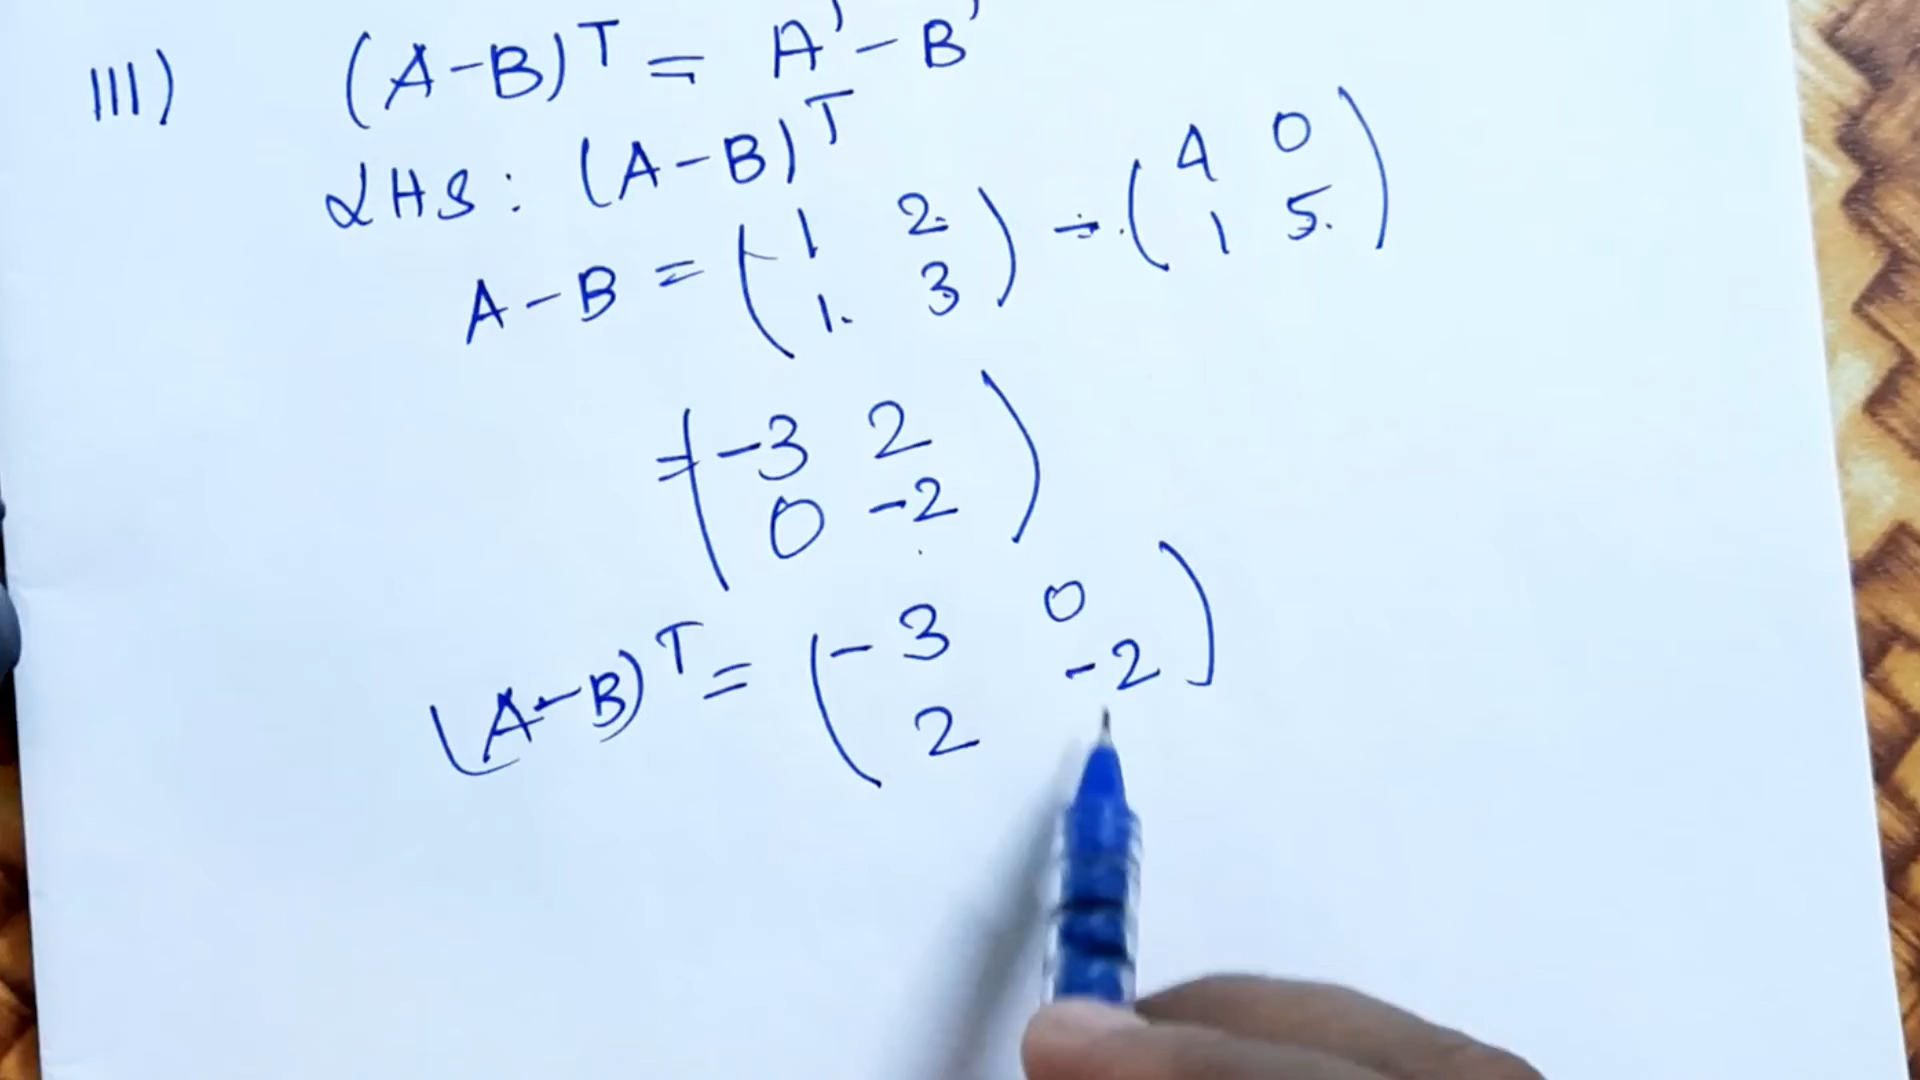 III) (A-B)ᵀ = A' - B'
LHS: (A-B)ᵀ
A-B = (1 2 - (4 0
1. 3) 1 5.)
= (-3 2
0 -2)
(A-B)ᵀ = (-3 0
2 -2)